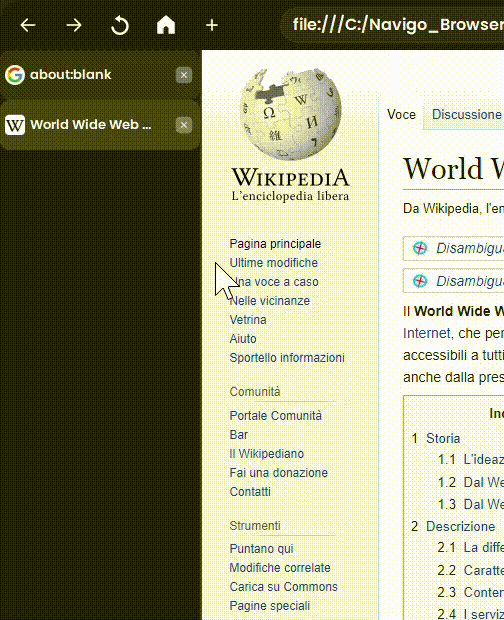 file:///C:/Navigo_Browser
about:blank
World Wide Web ...
WIKIPEDIA
L'enciclopedia libera
Pagina principale
Ultime modifiche
Una voce a caso
Nelle vicinanze
Vetrina
Aiuto
Sportello informazioni
Comunità
Portale Comunità
Bar
Il Wikipediano
Fai una donazione
Contatti
Strumenti
Puntano qui
Modifiche correlate
Carica su Commons
Pagine speciali
Voce
Discussione
World W
Da Wikipedia, l'en
Disambigua
Disambigua
Il World Wide W
Internet, che per
accessibili a tutti
anche dalla pres
Ind
1 Storia
1.1 L'ideaz
1.2 Dal We
1.3 Dal We
2 Descrizione
2.1 La diffe
2.2 Caratte
2.3 Conten
2.4 I serviz